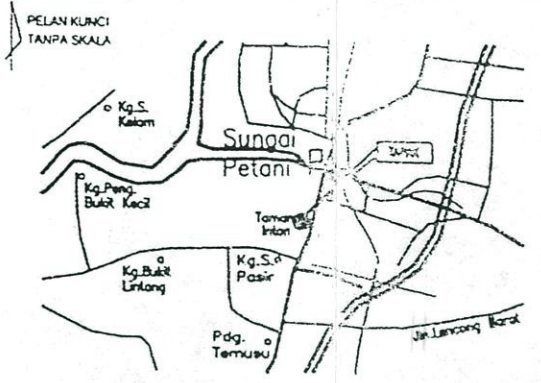 PELAN KUNCI
TANPA SKALA
Kg.S.
Kelam
Sungai
Petani
Kg.Peng.
Bukit Kecil
Taman
Intan
Kg.Bukit
Lintang
Kg.S.
Pasir
Pdg.
Temusu
Jln.Lencong Barat